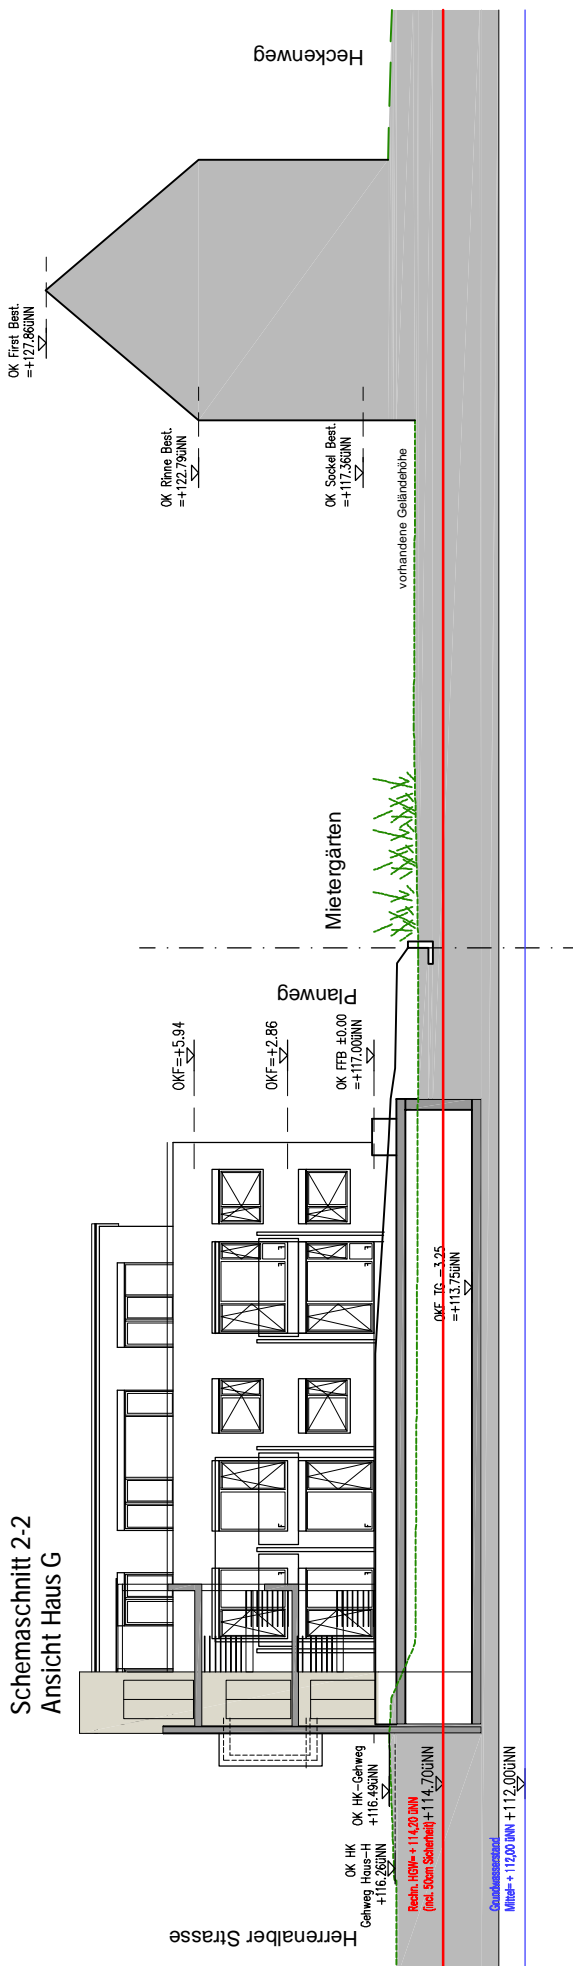 Schemaschnitt 2-2
Ansicht Haus G
Herrenalber Strasse
OK HK
Gehweg Haus-H
+116.26üNN
OK HK-Gehweg
+116.49üNN
Rechn. HGW= + 114,20 üNN
(incl. 50cm Sicherheit)
+114.70üNN
Grundwasserstand
Mittel= + 112,00 üNN
+112.00üNN
OKF TG -3.25
=+113.75üNN
OKF=+5.94
OKF=+2.86
OK FFB ±0.00
=+117.00üNN
Planweg
Mietergärten
vorhandene Geländehöhe
OK Rinne Best.
=+122.79üNN
OK Sockel Best.
=+117.36üNN
OK First Best.
=+127.86üNN
Heckenweg